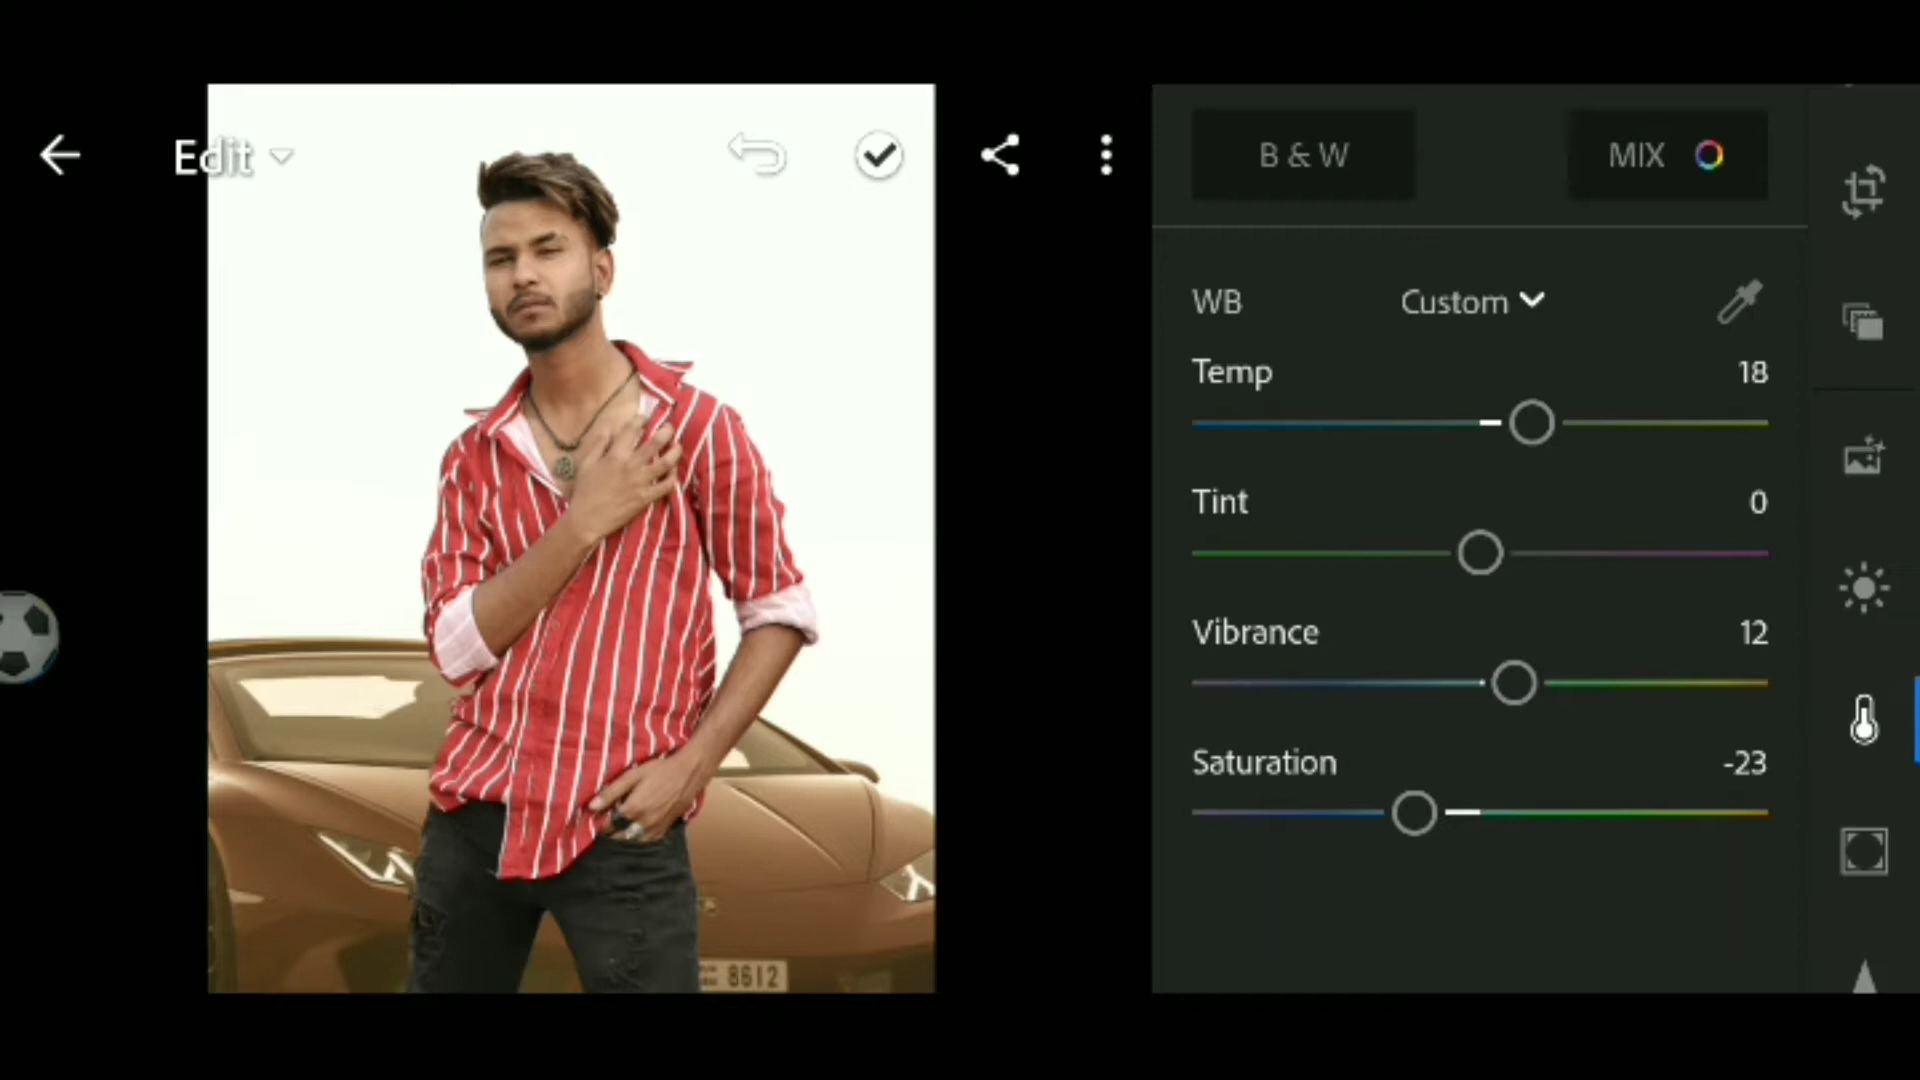 Edit
B & W
MIX
WB
Custom
Temp
18
Tint
0
Vibrance
12
Saturation
-23
8612